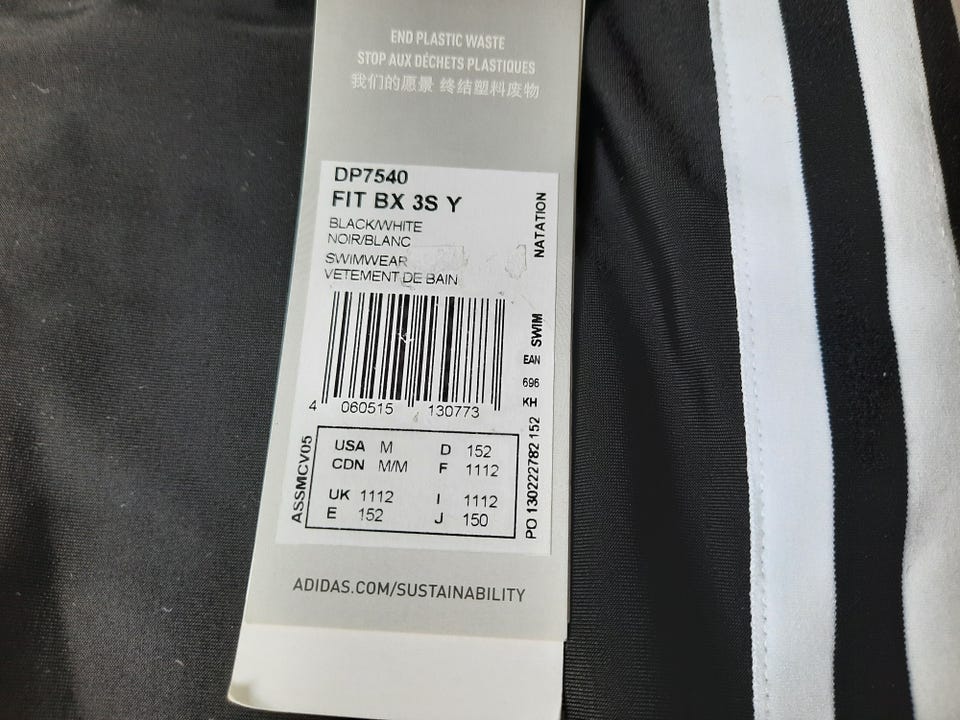 END PLASTIC WASTE
STOP AUX DÉCHETS PLASTIQUES
我们的愿景 终结塑料废物
DP7540
FIT BX 3S Y
BLACK/WHITE
NOIR/BLANC
SWIMWEAR
VETEMENT DE BAIN
NATATION
SWIM
EAN
696
KH
PO 130222782 152
4 060515 130773
ASSMCV05
USA M D 152
CDN M/M F 1112
UK 1112 I 1112
E 152 J 150
ADIDAS.COM/SUSTAINABILITY